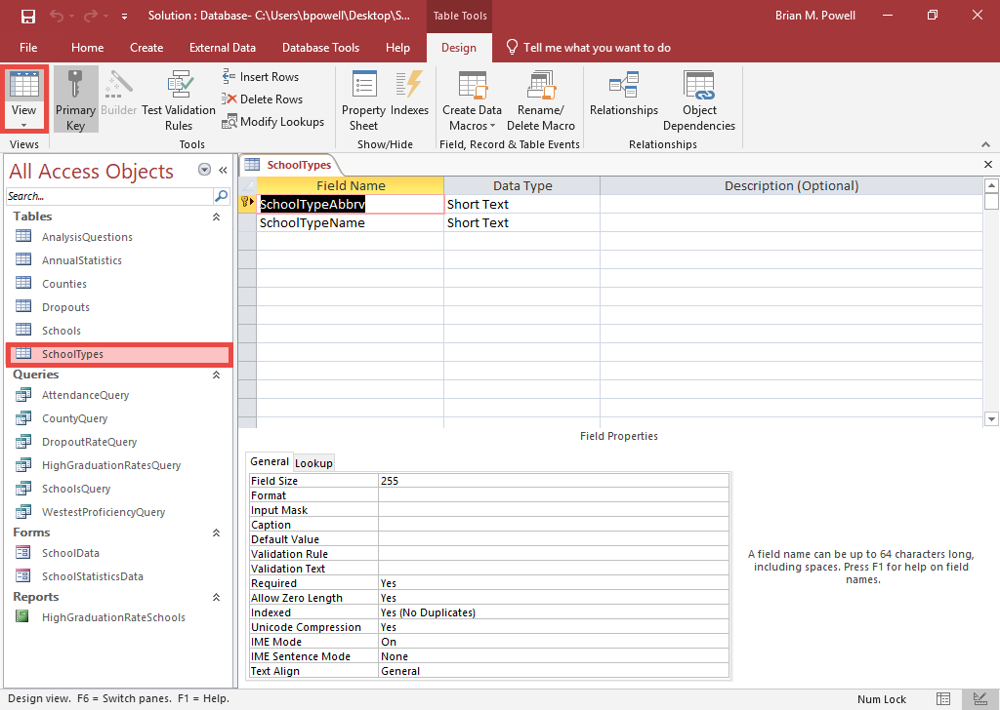 Solution : Database- C:\Users\bpowell\Desktop\S...
Table Tools
Brian M. Powell
File
Home
Create
External Data
Database Tools
Help
Design
Tell me what you want to do
View
Primary
Key
Builder
Test Validation
Rules
Insert Rows
Delete Rows
Modify Lookups
Property
Sheet
Indexes
Create Data
Macros
Rename/
Delete Macro
Relationships
Object
Dependencies
Views
Tools
Show/Hide
Field, Record & Table Events
Relationships
All Access Objects
Search...
Tables
AnalysisQuestions
AnnualStatistics
Counties
Dropouts
Schools
SchoolTypes
Queries
AttendanceQuery
CountyQuery
DropoutRateQuery
HighGraduationRatesQuery
SchoolsQuery
WestestProficiencyQuery
Forms
SchoolData
SchoolStatisticsData
Reports
HighGraduationRateSchools
SchoolTypes
Field Name Data Type Description (Optional)
SchoolTypeAbbrv Short Text
SchoolTypeName Short Text
Field Properties
General Lookup
Field Size 255
Format
Input Mask
Caption
Default Value
Validation Rule
Validation Text
Required Yes
Allow Zero Length Yes
Indexed Yes (No Duplicates)
Unicode Compression Yes
IME Mode On
IME Sentence Mode None
Text Align General
A field name can be up to 64 characters long,
including spaces. Press F1 for help on field
names.
Design view. F6 = Switch panes. F1 = Help.
Num Lock